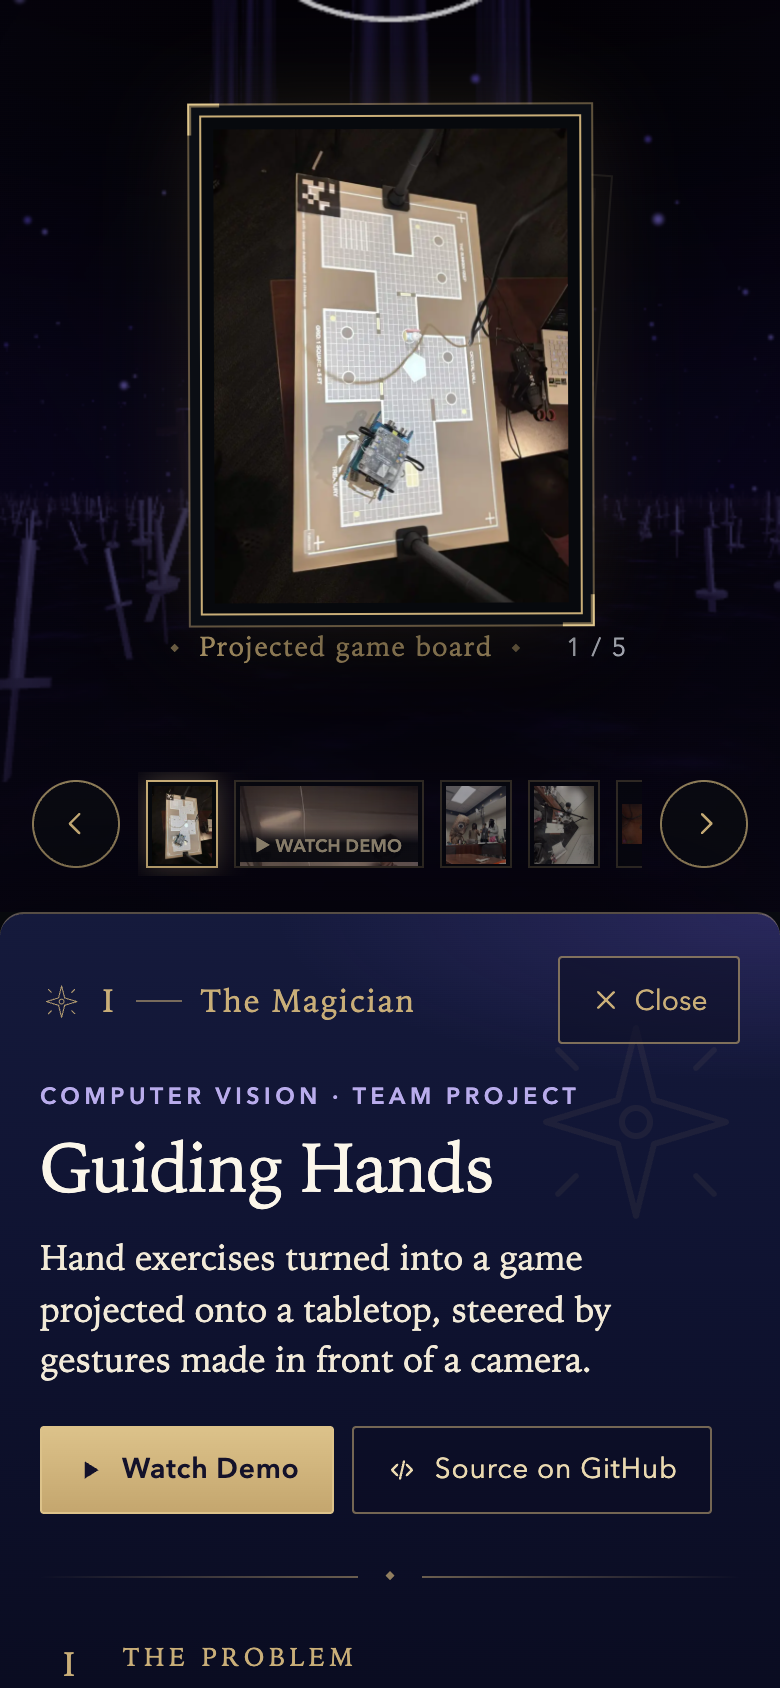 Projected game board
1 / 5
WATCH DEMO
I — The Magician
Close
COMPUTER VISION · TEAM PROJECT
Guiding Hands
Hand exercises turned into a game
projected onto a tabletop, steered by
gestures made in front of a camera.
Watch Demo
Source on GitHub
I
THE PROBLEM